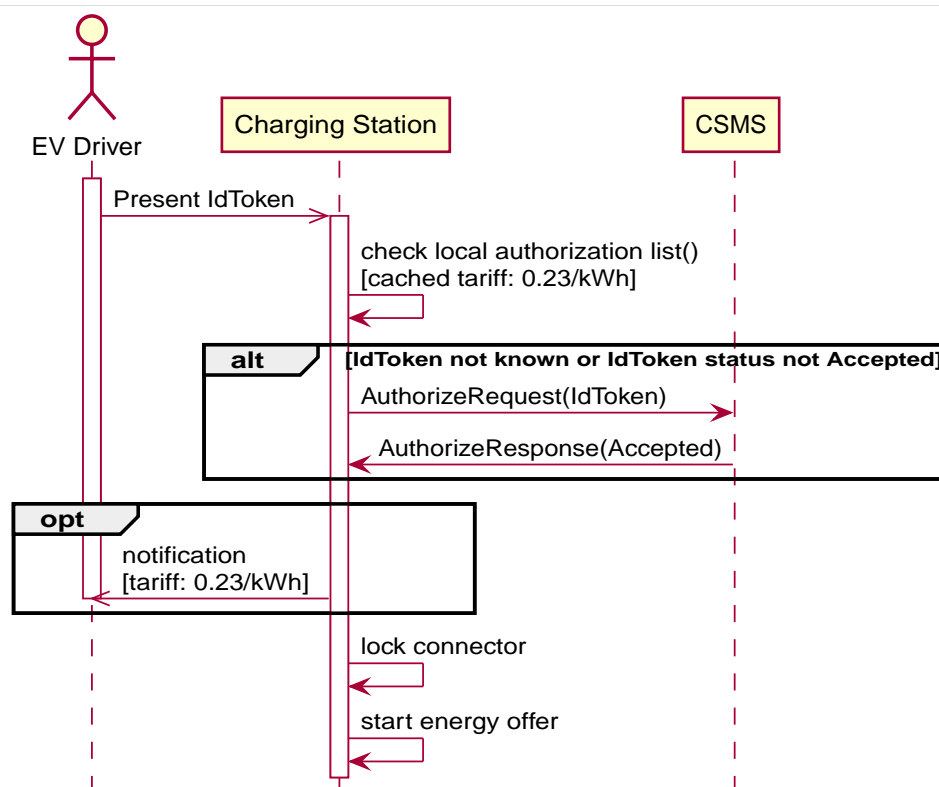 EV Driver
Charging Station
CSMS
Present IdToken
check local authorization list()
[cached tariff: 0.23/kWh]
alt
[IdToken not known or IdToken status not Accepted]
AuthorizeRequest(IdToken)
AuthorizeResponse(Accepted)
opt
notification
[tariff: 0.23/kWh]
lock connector
start energy offer